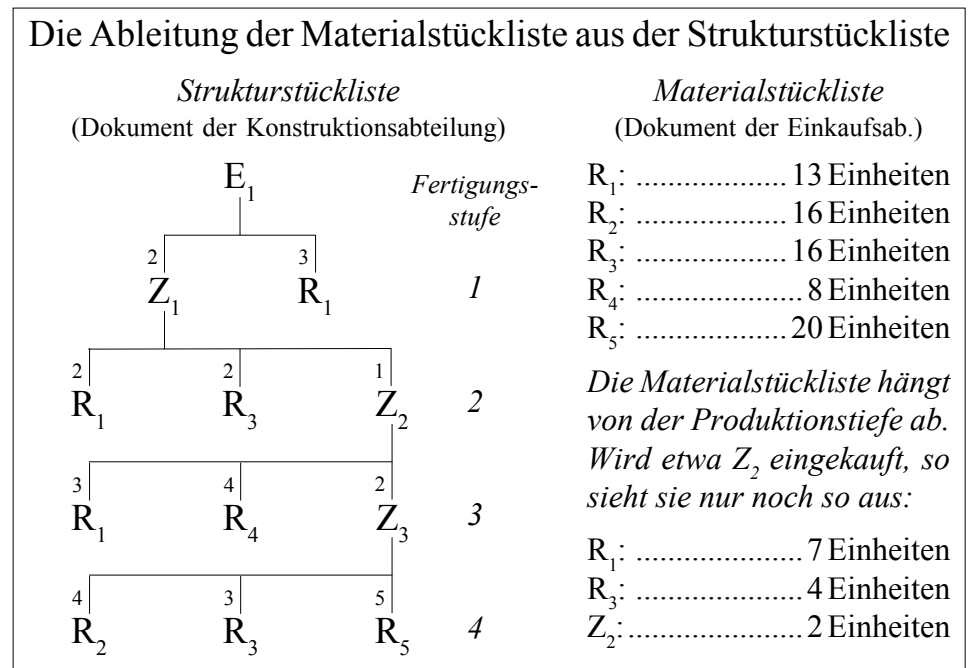 Die Ableitung der Materialstückliste aus der Strukturstückliste
Strukturstückliste
(Dokument der Konstruktionsabteilung)
E1
Fertigungs-
stufe
2 3
Z1 R1 1
2 2 1
R1 R3 Z2 2
3 4 2
R1 R4 Z3 3
4 3 5
R2 R3 R5 4
Materialstückliste
(Dokument der Einkaufsab.)
R1: ................... 13 Einheiten
R2: ................... 16 Einheiten
R3: ................... 16 Einheiten
R4: ..................... 8 Einheiten
R5: ................... 20 Einheiten
Die Materialstückliste hängt
von der Produktionstiefe ab.
Wird etwa Z2 eingekauft, so
sieht sie nur noch so aus:
R1: ..................... 7 Einheiten
R3: ..................... 4 Einheiten
Z2: ..................... 2 Einheiten